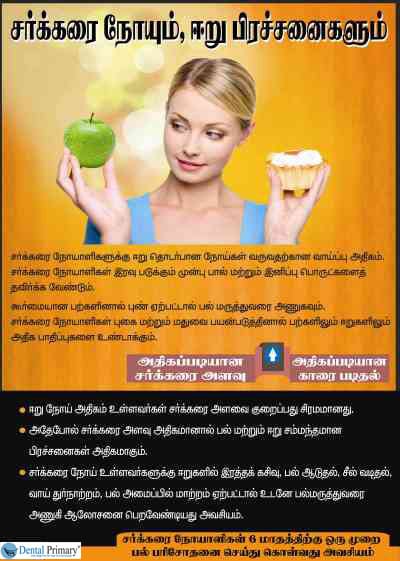 சர்க்கரை நோயும், ஈறு பிரச்சனைகளும்
சர்க்கரை நோயாளிகளுக்கு ஈறு தொடர்பான நோய்கள் வருவதற்கான வாய்ப்பு அதிகம்.
சர்க்கரை நோயாளிகள் இரவு படுக்கும் முன்பு பால் மற்றும் இனிப்பு பொருட்களைத்
தவிர்க்க வேண்டும்.
கூர்மையான பற்களினால் புண் ஏற்பட்டால் பல் மருத்துவரை அணுகவும்.
சர்க்கரை நோயாளிகள் புகை மற்றும் மதுவை பயன்படுத்தினால் பற்களிலும் ஈறுகளிலும்
அதிக பாதிப்புகளை உண்டாக்கும்.
அதிகப்படியான
சர்க்கரை அளவு
அதிகப்படியான
காரை படிதல்
• ஈறு நோய் அதிகம் உள்ளவர்கள் சர்க்கரை அளவை குறைப்பது சிரமமானது.
• அதேபோல் சர்க்கரை அளவு அதிகமானால் பல் மற்றும் ஈறு சம்மந்தமான
பிரச்சனைகள் அதிகமாகும்.
• சர்க்கரை நோய் உள்ளவர்களுக்கு ஈறுகளில் இரத்தக் கசிவு, பல் ஆடுதல், சீல் வடிதல்,
வாய் துர்நாற்றம், பல் அமைப்பில் மாற்றம் ஏற்பட்டால் உடனே பல்மருத்துவரை
அணுகி ஆலோசனை பெறவேண்டியது அவசியம்.
சர்க்கரை நோயாளிகள் 6 மாதத்திற்கு ஒரு முறை
பல் பரிசோதனை செய்து கொள்வது அவசியம்
Dental Primary